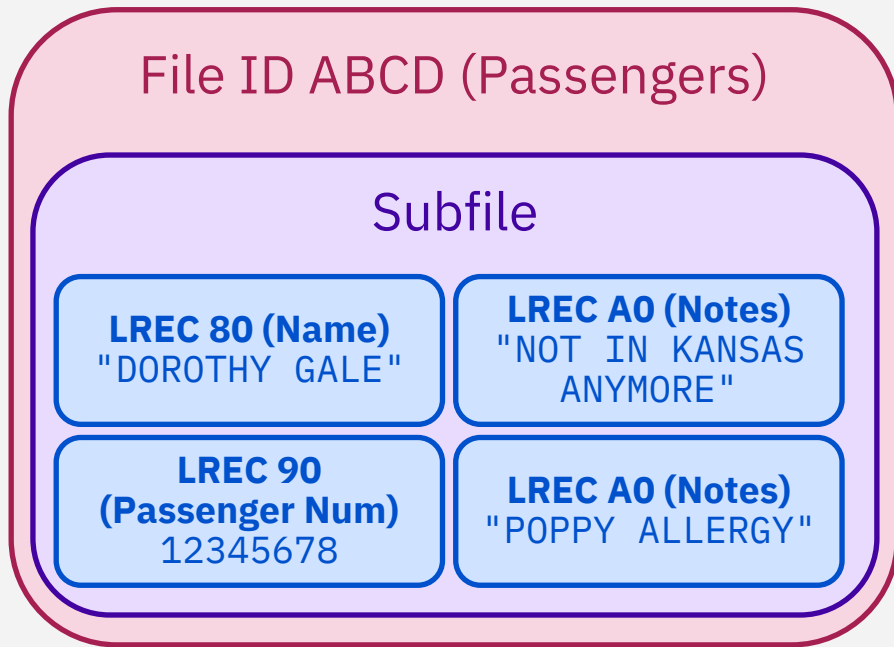 File ID ABCD (Passengers)
Subfile
LREC 80 (Name)
"DOROTHY GALE"
LREC A0 (Notes)
"NOT IN KANSAS
ANYMORE"
LREC 90
(Passenger Num)
12345678
LREC A0 (Notes)
"POPPY ALLERGY"